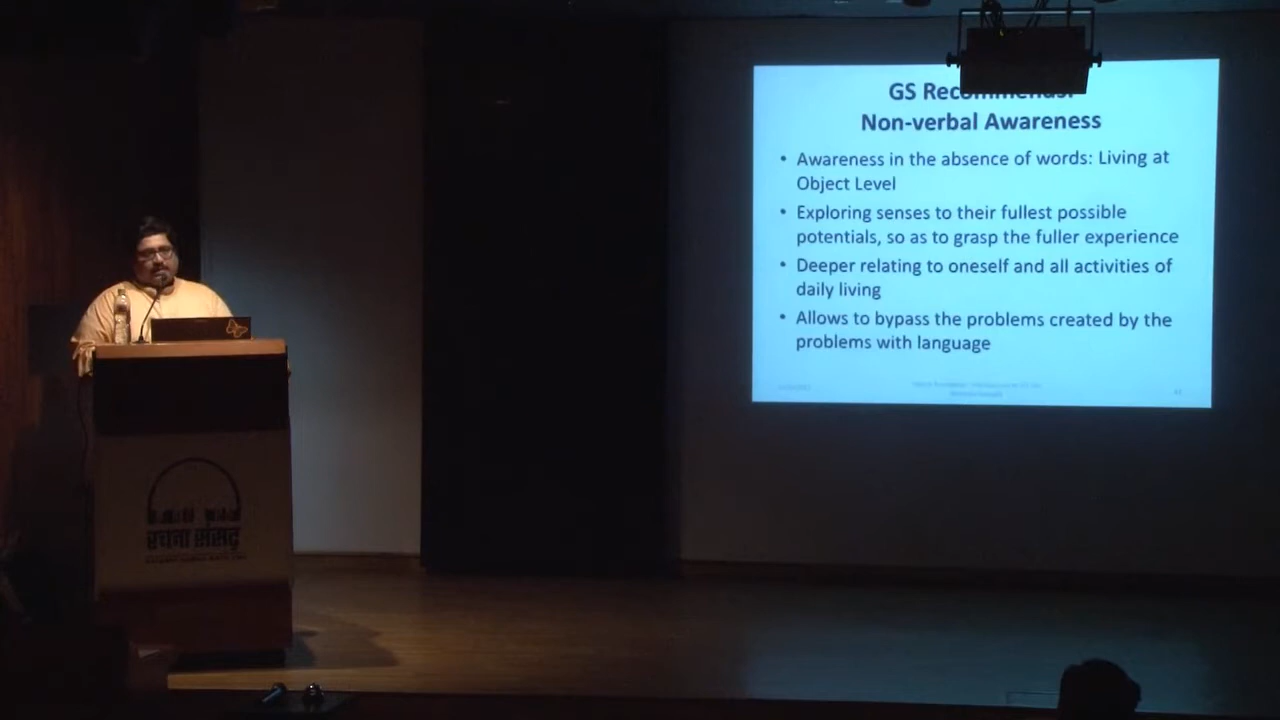 GS Recommends:
Non-verbal Awareness
• Awareness in the absence of words: Living at
Object Level
• Exploring senses to their fullest possible
potentials, so as to grasp the fuller experience
• Deeper relating to oneself and all activities of
daily living
• Allows to bypass the problems created by the
problems with language
रचना संसद